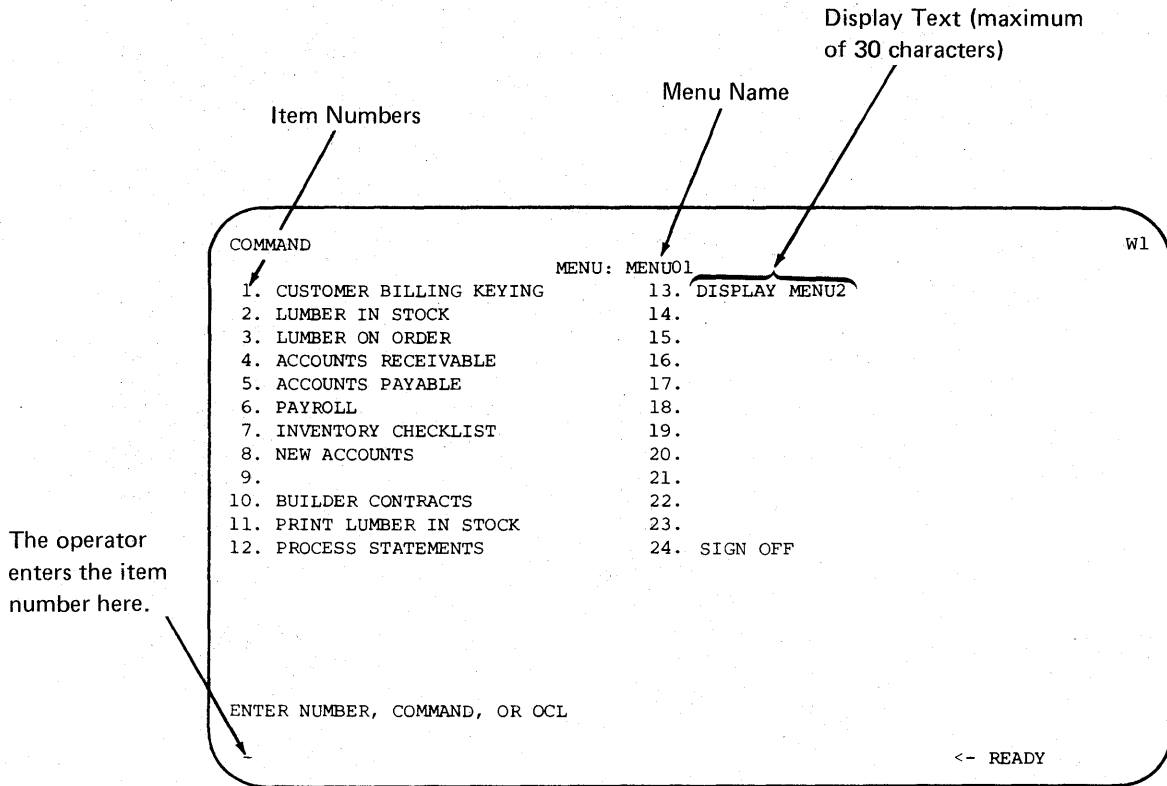 Display Text (maximum
of 30 characters)
Menu Name
Item Numbers
COMMAND W1
MENU: MENU01
1. CUSTOMER BILLING KEYING 13. DISPLAY MENU2
2. LUMBER IN STOCK 14.
3. LUMBER ON ORDER 15.
4. ACCOUNTS RECEIVABLE 16.
5. ACCOUNTS PAYABLE 17.
6. PAYROLL 18.
7. INVENTORY CHECKLIST 19.
8. NEW ACCOUNTS 20.
9. 21.
10. BUILDER CONTRACTS 22.
11. PRINT LUMBER IN STOCK 23.
12. PROCESS STATEMENTS 24. SIGN OFF
The operator
enters the item
number here.
ENTER NUMBER, COMMAND, OR OCL
- <- READY